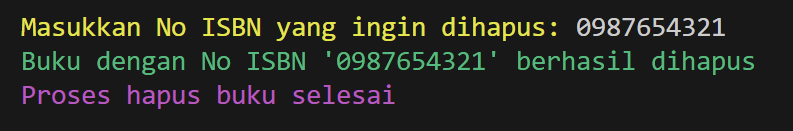 Masukkan No ISBN yang ingin dihapus: 0987654321
Buku dengan No ISBN '0987654321' berhasil dihapus
Proses hapus buku selesai